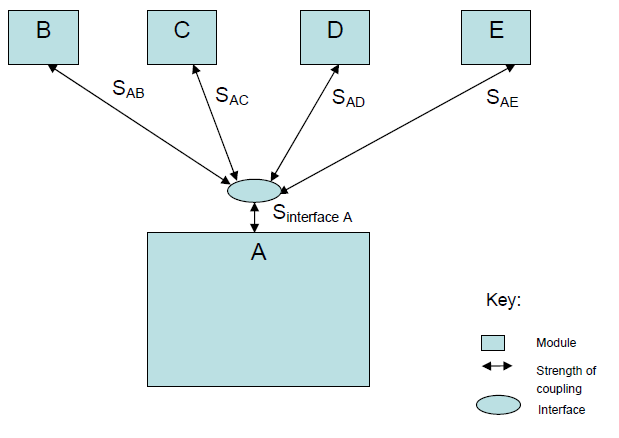 B
C
D
E
SAB
SAC
SAD
SAE
Sinterface A
A
Key:
Module
Strength of
coupling
Interface